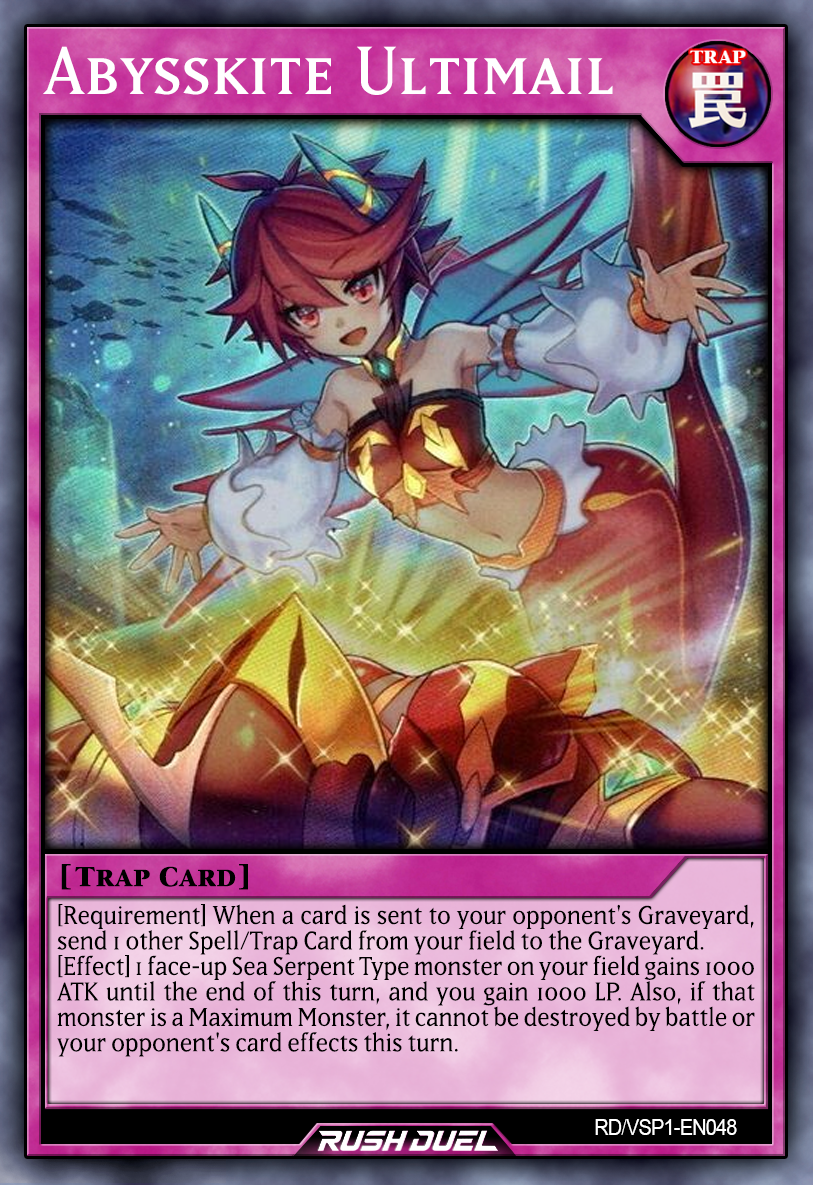 Abysskite Ultimail
TRAP
罠
[Trap Card]
[Requirement] When a card is sent to your opponent's Graveyard,
send 1 other Spell/Trap Card from your field to the Graveyard.
[Effect] 1 face-up Sea Serpent Type monster on your field gains 1000
ATK until the end of this turn, and you gain 1000 LP. Also, if that
monster is a Maximum Monster, it cannot be destroyed by battle or
your opponent's card effects this turn.
RD/VSP1-EN048
RUSH DUEL